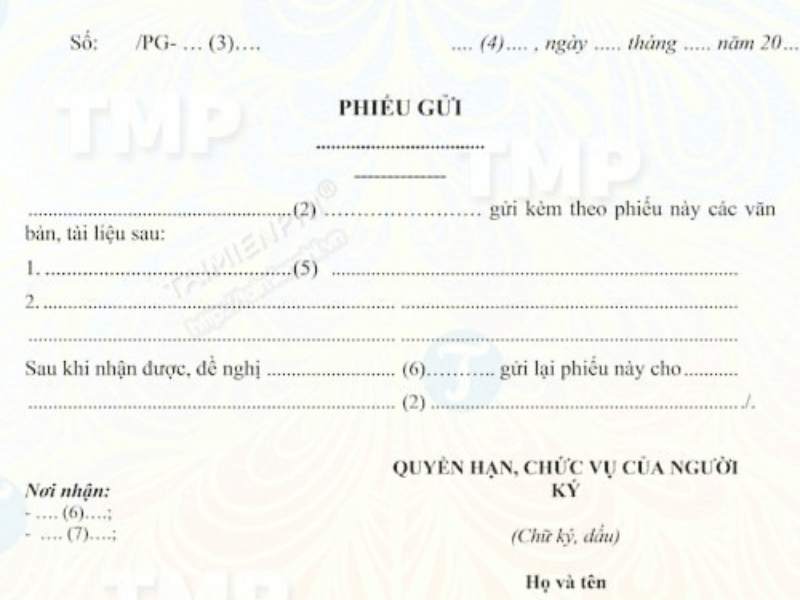 Số: /PG- … (3)….
.... (4).... , ngày ..... tháng ..... năm 20...
PHIẾU GỬI
..................................
---------------
......................................................(2) ……………………. gửi kèm theo phiếu này các văn
bản, tài liệu sau:
1. ...................................................(5) ....................................................................................
2. ......................................................................... ......................................................................
............................................................................ ......................................................................
Sau khi nhận được, đề nghị .......................... (6)……….. gửi lại phiếu này cho...........
............................................................................ (2) ................................................................./.
QUYỀN HẠN, CHỨC VỤ CỦA NGƯỜI
KÝ
Nơi nhận:
- …. (6)….;
- …. (7)….;
(Chữ ký, dấu)
Họ và tên
TMP
TMP
TAIMIENPHI®
TMP